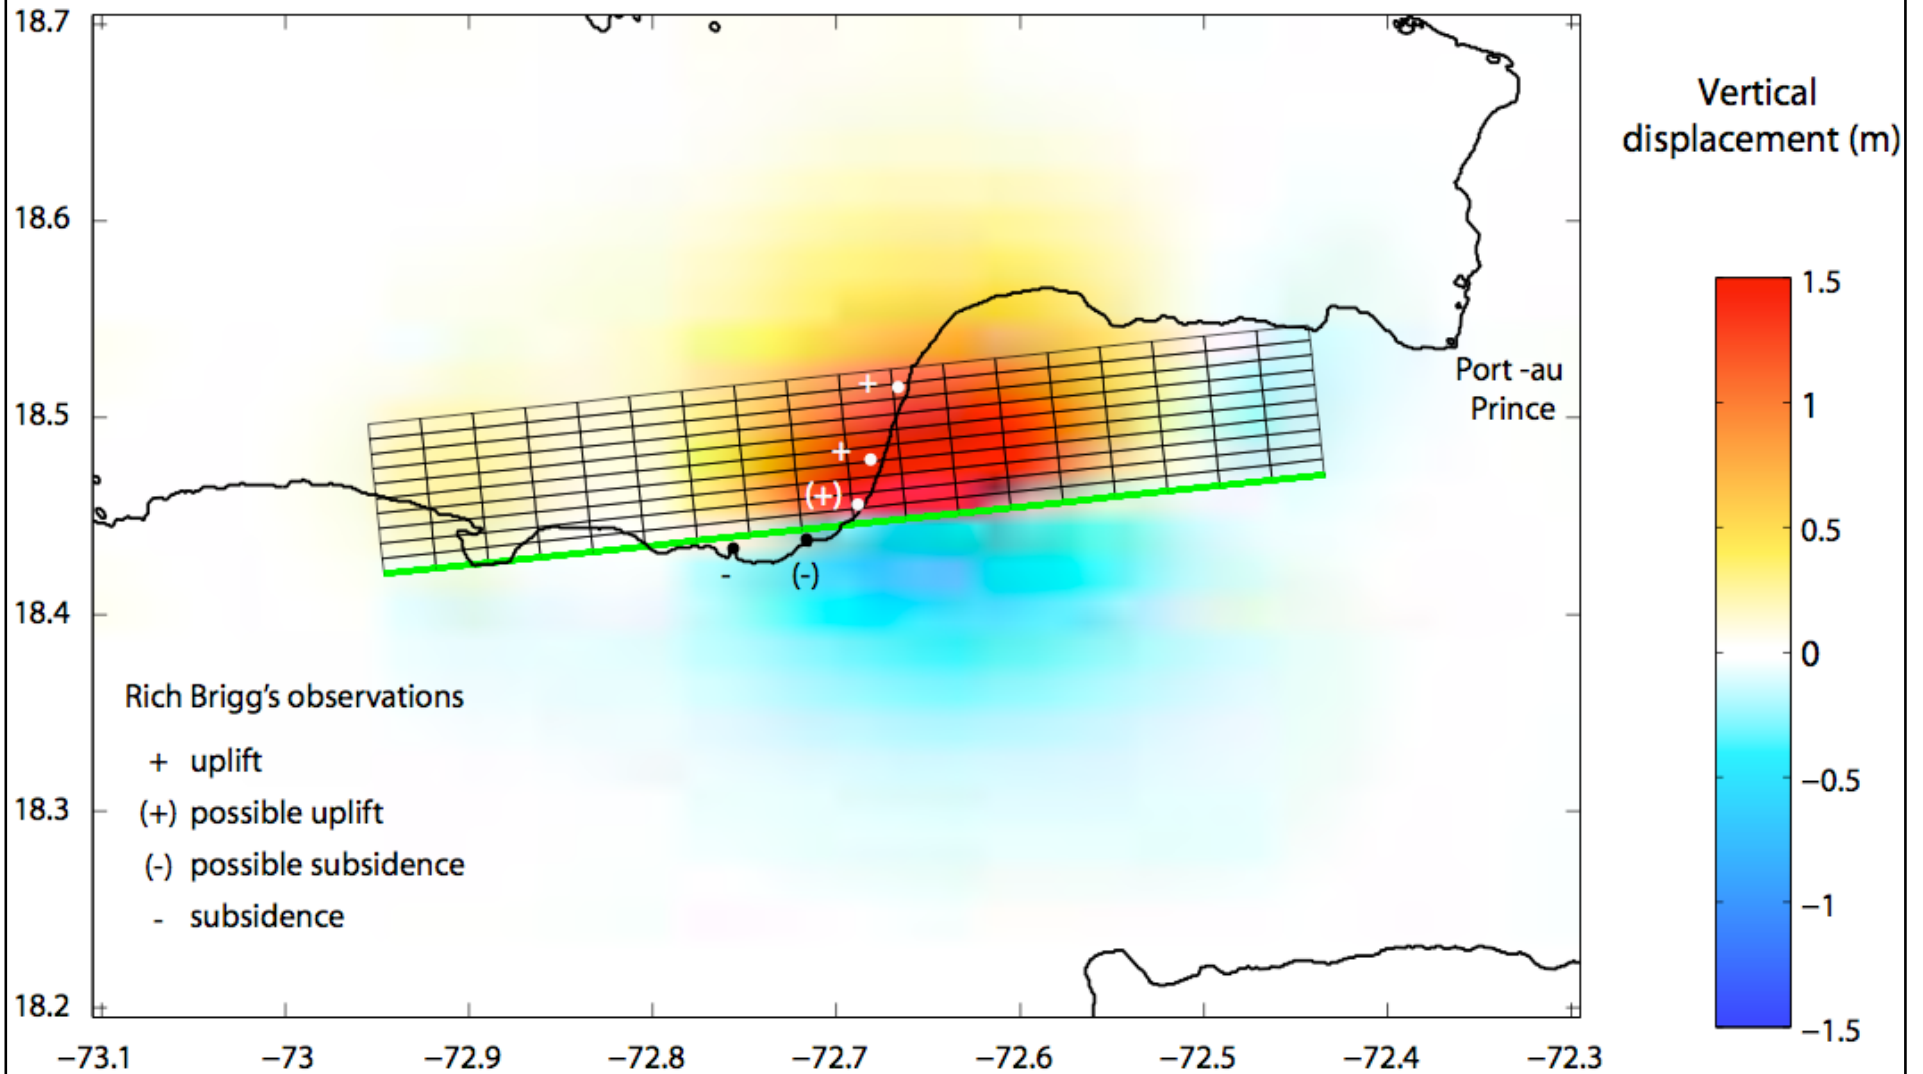 18.7
18.6
18.5
18.4
18.3
18.2
−73.1 −73 −72.9 −72.8 −72.7 −72.6 −72.5 −72.4 −72.3
+
+
(+)
- (-)
Port -au
Prince
Rich Brigg's observations
+ uplift
(+) possible uplift
(-) possible subsidence
- subsidence
Vertical
displacement (m)
1.5
1
0.5
0
−0.5
−1
−1.5